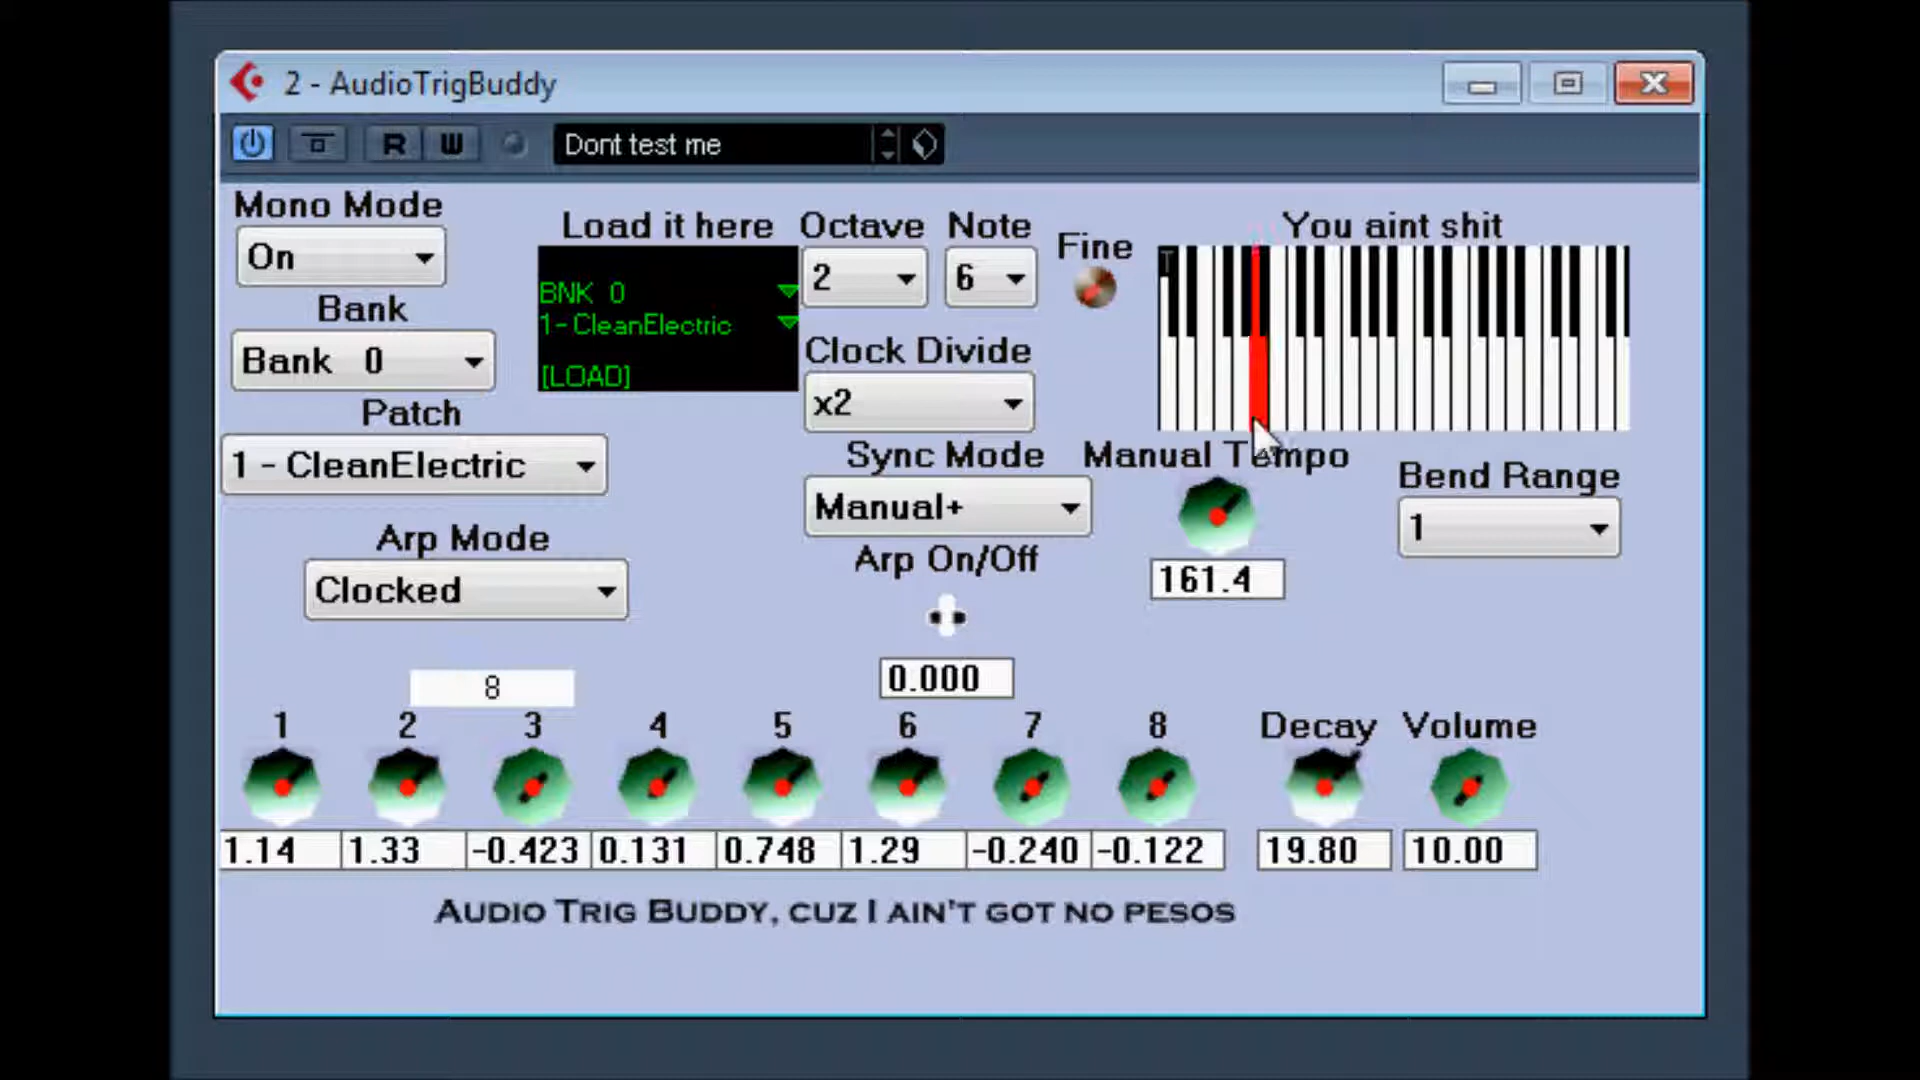 2 - AudioTrigBuddy
R W Dont test me
Mono Mode
On
Bank
Bank 0
Patch
1 - CleanElectric
Arp Mode
Clocked
Load it here
BNK 0
1-CleanElectric
[LOAD]
Octave
2
Note
6
Fine
Clock Divide
x2
Sync Mode
Manual+
Arp On/Off
0.000
You aint shit
T
Manual Tempo
161.4
Bend Range
1
8
1 2 3 4 5 6 7 8 Decay Volume
1.14 1.33 -0.423 0.131 0.748 1.29 -0.240 -0.122 19.80 10.00
AUDIO TRIG BUDDY, CUZ I AIN'T GOT NO PESOS